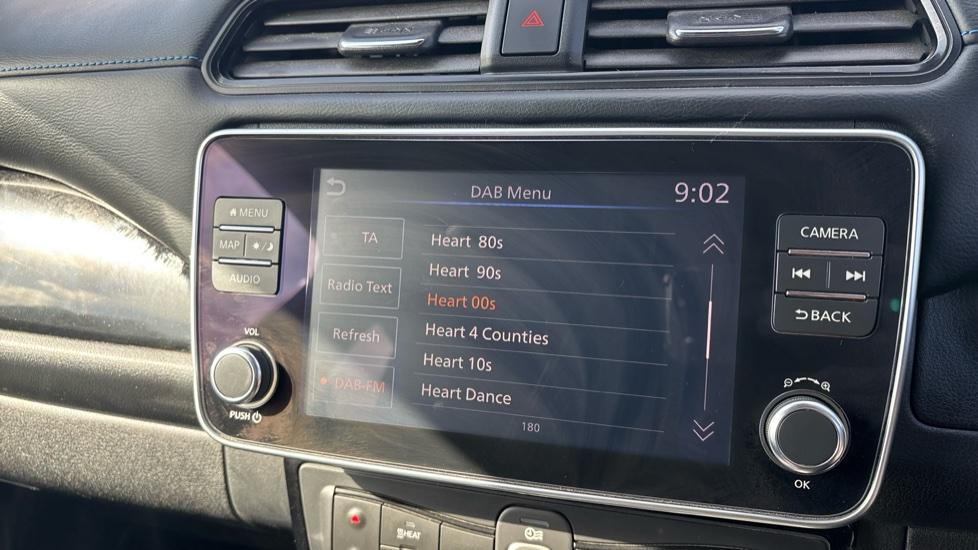 DAB Menu
9:02
MENU
MAP
AUDIO
VOL
PUSH
TA
Radio Text
Refresh
DAB-FM
Heart 80s
Heart 90s
Heart 00s
Heart 4 Counties
Heart 10s
Heart Dance
180
CAMERA
BACK
OK
HEAT